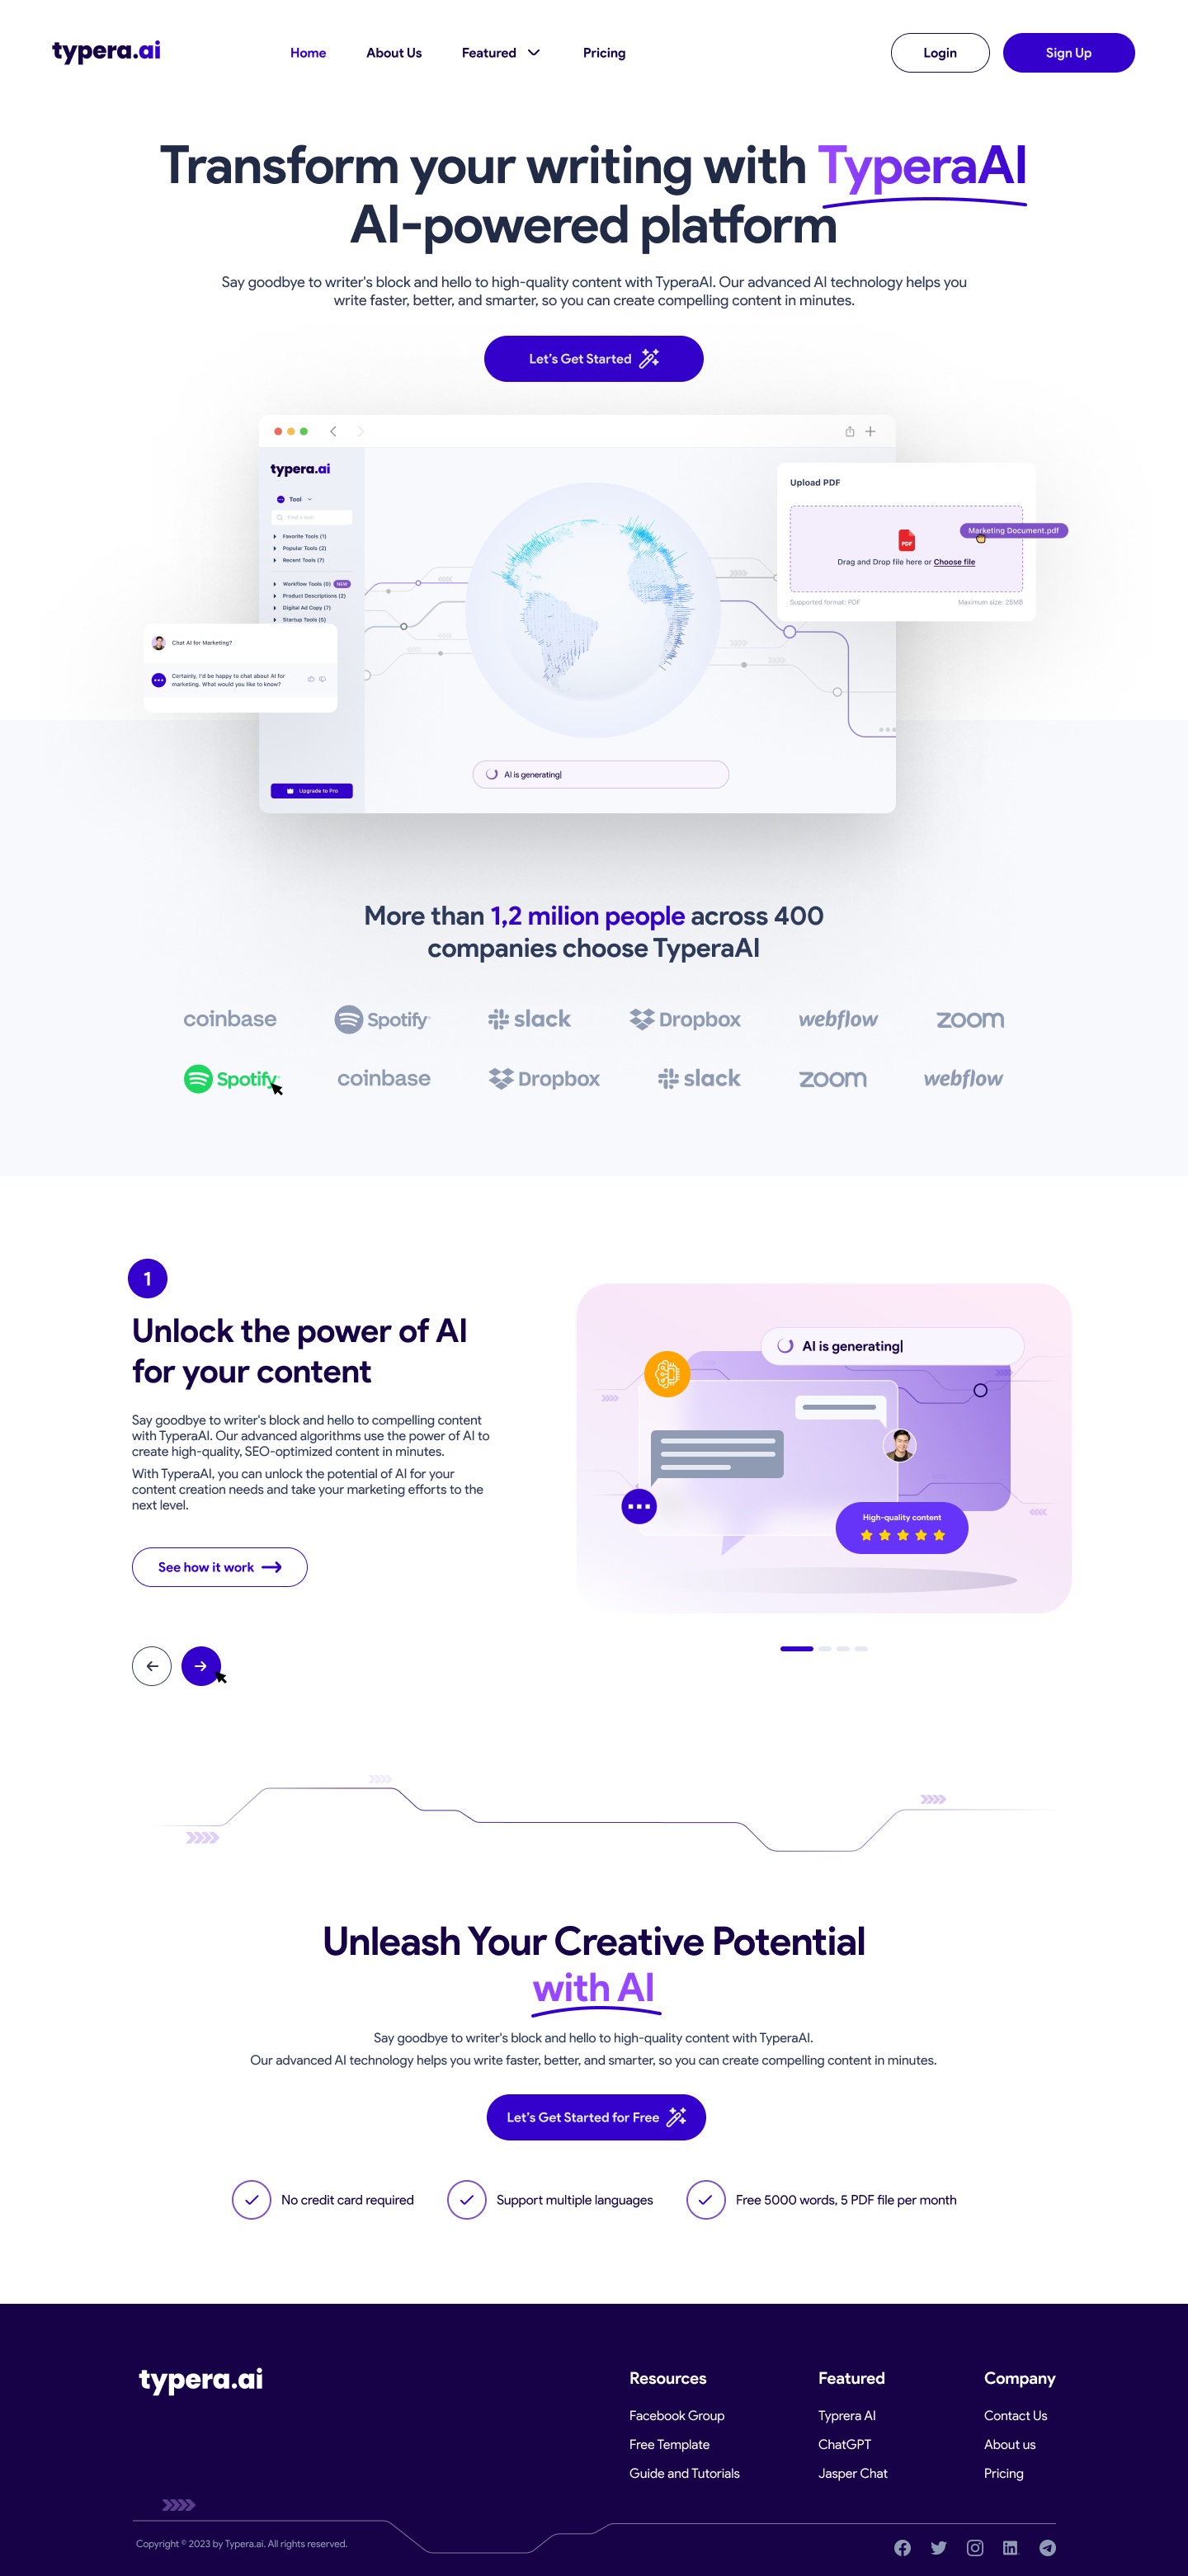 typera.ai
Home
About Us
Featured
Pricing
Login
Sign Up
Transform your writing with TyperaAI
AI-powered platform
Say goodbye to writer's block and hello to high-quality content with TyperaAI. Our advanced AI technology helps you
write faster, better, and smarter, so you can create compelling content in minutes.
Let's Get Started
typera.ai
Tool
Find a tool
Favorite Tools (1)
Popular Tools (2)
Recent Tools (7)
Workflow Tools (0) NEW
Product Descriptions (2)
Digital Ad Copy (7)
Startup Tools (5)
Upload PDF
Marketing Document.pdf
PDF
Drag and Drop file here or Choose file
Supported format: PDF
Maximum size: 25MB
Chat AI for Marketing?
Certainly, I'd be happy to chat about AI for
marketing. What would you like to know?
AI is generating|
Upgrade to Pro
More than 1,2 milion people across 400
companies choose TyperaAI
coinbase
Spotify
slack
Dropbox
webflow
zoom
Spotify
coinbase
Dropbox
slack
zoom
webflow
1
Unlock the power of AI
for your content
Say goodbye to writer's block and hello to compelling content
with TyperaAI. Our advanced algorithms use the power of AI to
create high-quality, SEO-optimized content in minutes.
With TyperaAI, you can unlock the potential of AI for your
content creation needs and take your marketing efforts to the
next level.
See how it work
AI is generating|
High-quality content
Unleash Your Creative Potential
with AI
Say goodbye to writer's block and hello to high-quality content with TyperaAI.
Our advanced AI technology helps you write faster, better, and smarter, so you can create compelling content in minutes.
Let's Get Started for Free
No credit card required
Support multiple languages
Free 5000 words, 5 PDF file per month
typera.ai
Resources
Facebook Group
Free Template
Guide and Tutorials
Featured
Typrera AI
ChatGPT
Jasper Chat
Company
Contact Us
About us
Pricing
Copyright © 2023 by Typera.ai. All rights reserved.